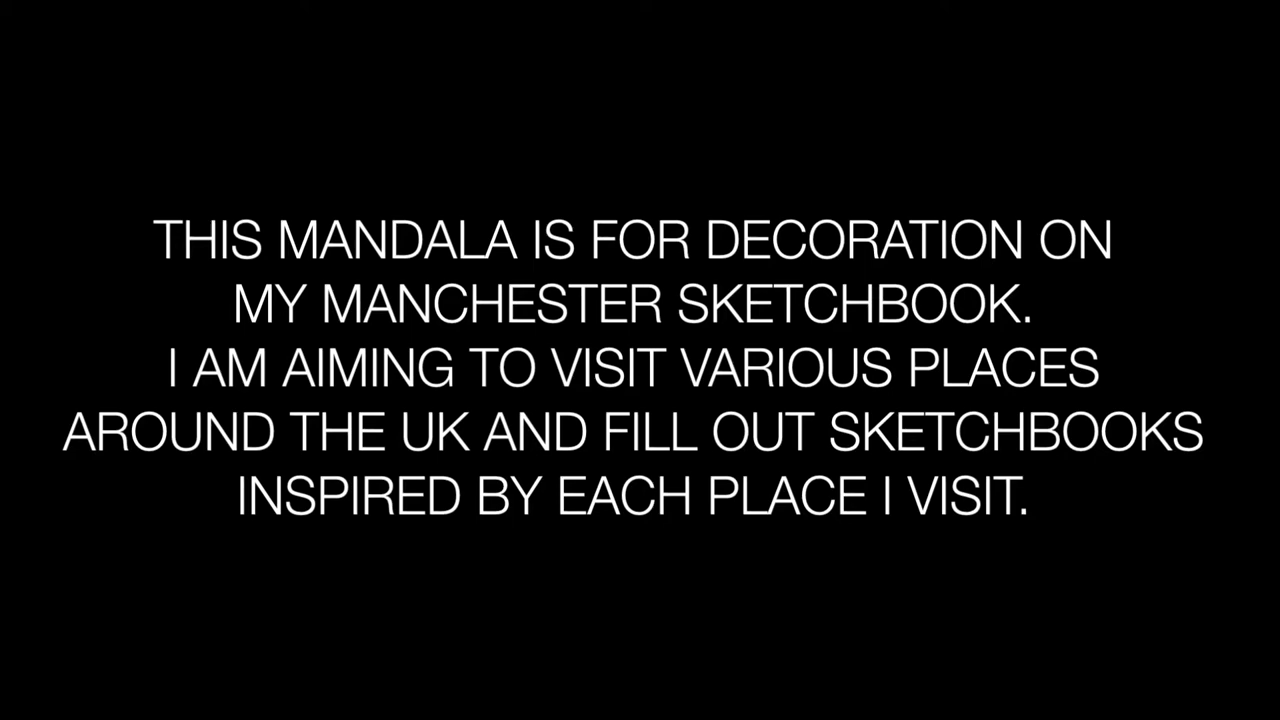 THIS MANDALA IS FOR DECORATION ON
MY MANCHESTER SKETCHBOOK.
I AM AIMING TO VISIT VARIOUS PLACES
AROUND THE UK AND FILL OUT SKETCHBOOKS
INSPIRED BY EACH PLACE I VISIT.